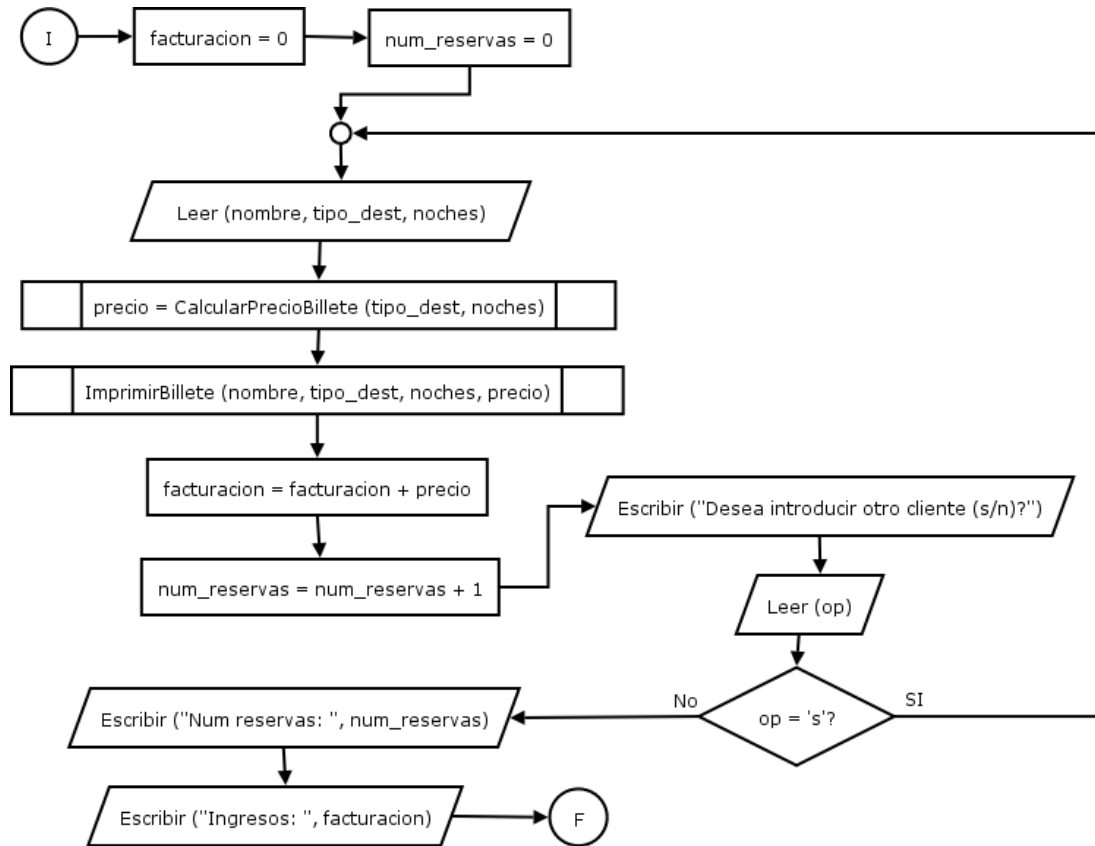 I
facturacion = 0
num_reservas = 0
Leer (nombre, tipo_dest, noches)
precio = CalcularPrecioBillete (tipo_dest, noches)
ImprimirBillete (nombre, tipo_dest, noches, precio)
facturacion = facturacion + precio
num_reservas = num_reservas + 1
Escribir ("Desea introducir otro cliente (s/n)?")
Leer (op)
op = 's'?
SI
No
Escribir ("Num reservas: ", num_reservas)
Escribir ("Ingresos: ", facturacion)
F